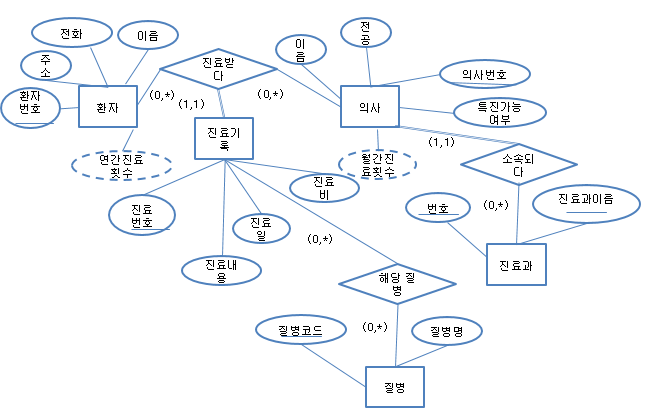 전화
이음
주
소
환자
번호
환자
연간진료
횟수
진료받
다
(0,*)
(1,1)
(0,*)
이
음
전
공
의사
의사번호
특진가능
여부
월간진
료횟수
(1,1)
소속되
다
(0,*)
번호
진료과이음
진료과
진료기
록
진료
번호
진료내
용
진료
일
진료
비
(0,*)
해당 질
병
(0,*)
질병코드
질병명
질병